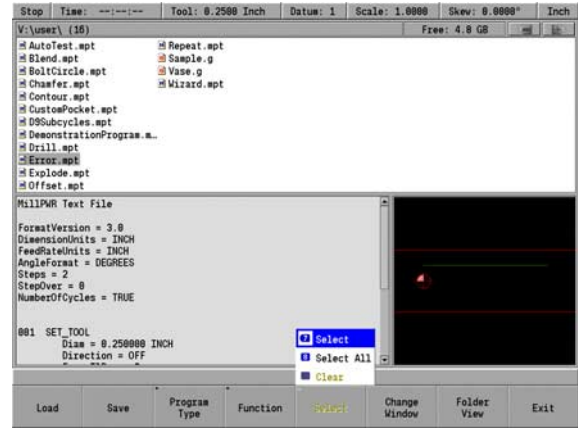 Stop Time: --:--:-- Tool: 0.2500 Inch Datum: 1 Scale: 1.0000 Skew: 0.0000° Inch
V:\user\ (16) Free: 4.8 GB
AutoTest.mpt Repeat.mpt
Blend.mpt Sample.g
BoltCircle.mpt Vase.g
Chamfer.mpt Wizard.mpt
Contour.mpt
CustomPocket.mpt
D9Subcycles.mpt
DemonstrationProgram.m…
Drill.mpt
Error.mpt
Explode.mpt
Offset.mpt
MillPWR Text File
FormatVersion = 3.0
DimensionUnits = INCH
FeedRateUnits = INCH
AngleFormat = DEGREES
Steps = 2
StepOver = 0
NumberOfCycles = TRUE
001 SET_TOOL
Diam = 0.250000 INCH
Direction = OFF
7 Select
8 Select All
Clear
Load Save Program Type Function Select Change Window Folder View Exit